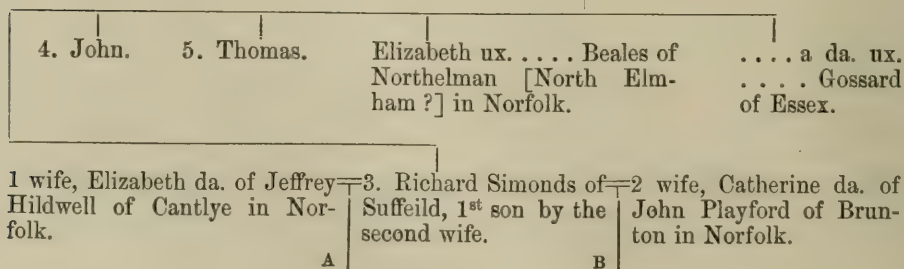 4. John.
5. Thomas.
Elizabeth ux. . . . . . Beales of
Northelman [North Elm-
ham ?] in Norfolk.
. . . . a da. ux.
. . . . Gossard
of Essex.
1 wife, Elizabeth da. of Jeffrey
Hildwell of Cantlye in Nor-
folk.
3. Richard Simonds of
Suffeild, 1st son by the
second wife.
2 wife, Catherine da. of
John Playford of Brun-
ton in Norfolk.
A
B